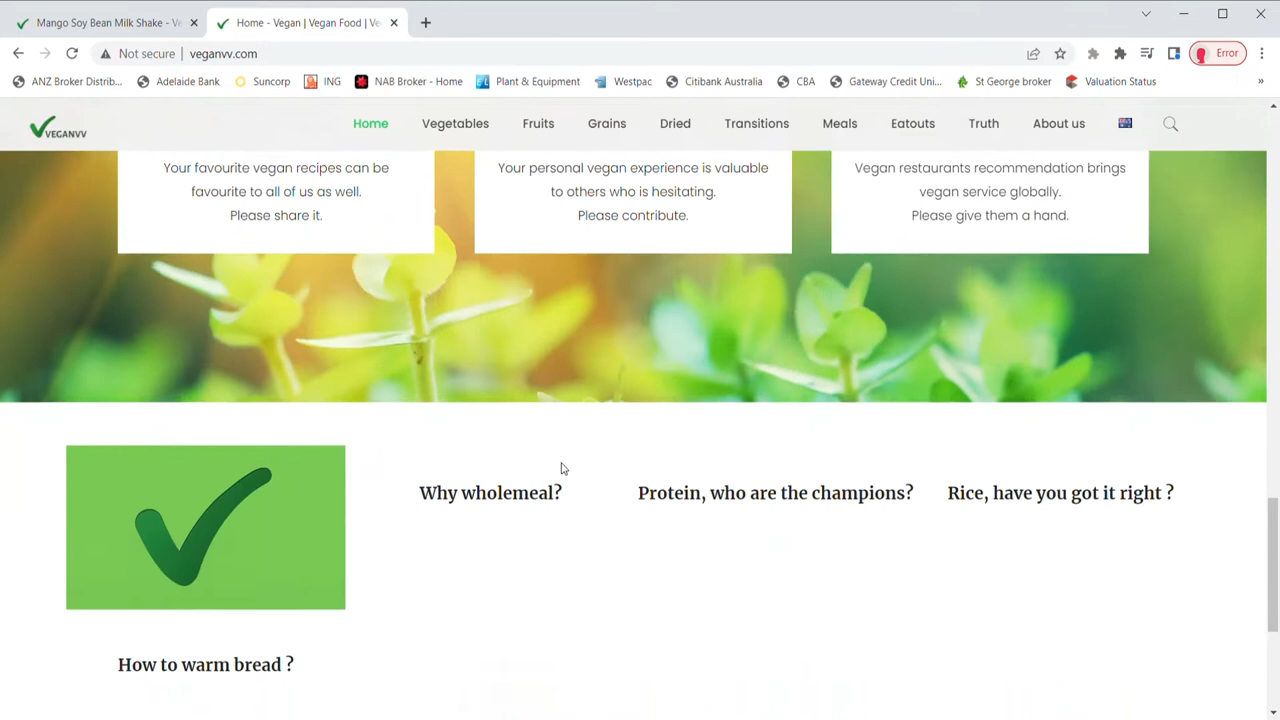 Mango Soy Bean Milk Shake - Ve
Home - Vegan | Vegan Food | Ve
Not secure | veganvv.com
Error
ANZ Broker Distrib...
Adelaide Bank
Suncorp
ING
NAB Broker - Home
Plant & Equipment
Westpac
Citibank Australia
CBA
Gateway Credit Uni...
St George broker
Valuation Status
»
VEGANVV
Home
Vegetables
Fruits
Grains
Dried
Transitions
Meals
Eatouts
Truth
About us
Your favourite vegan recipes can be
favourite to all of us as well.
Please share it.
Your personal vegan experience is valuable
to others who is hesitating.
Please contribute.
Vegan restaurants recommendation brings
vegan service globally.
Please give them a hand.
Why wholemeal?
Protein, who are the champions?
Rice, have you got it right ?
How to warm bread ?